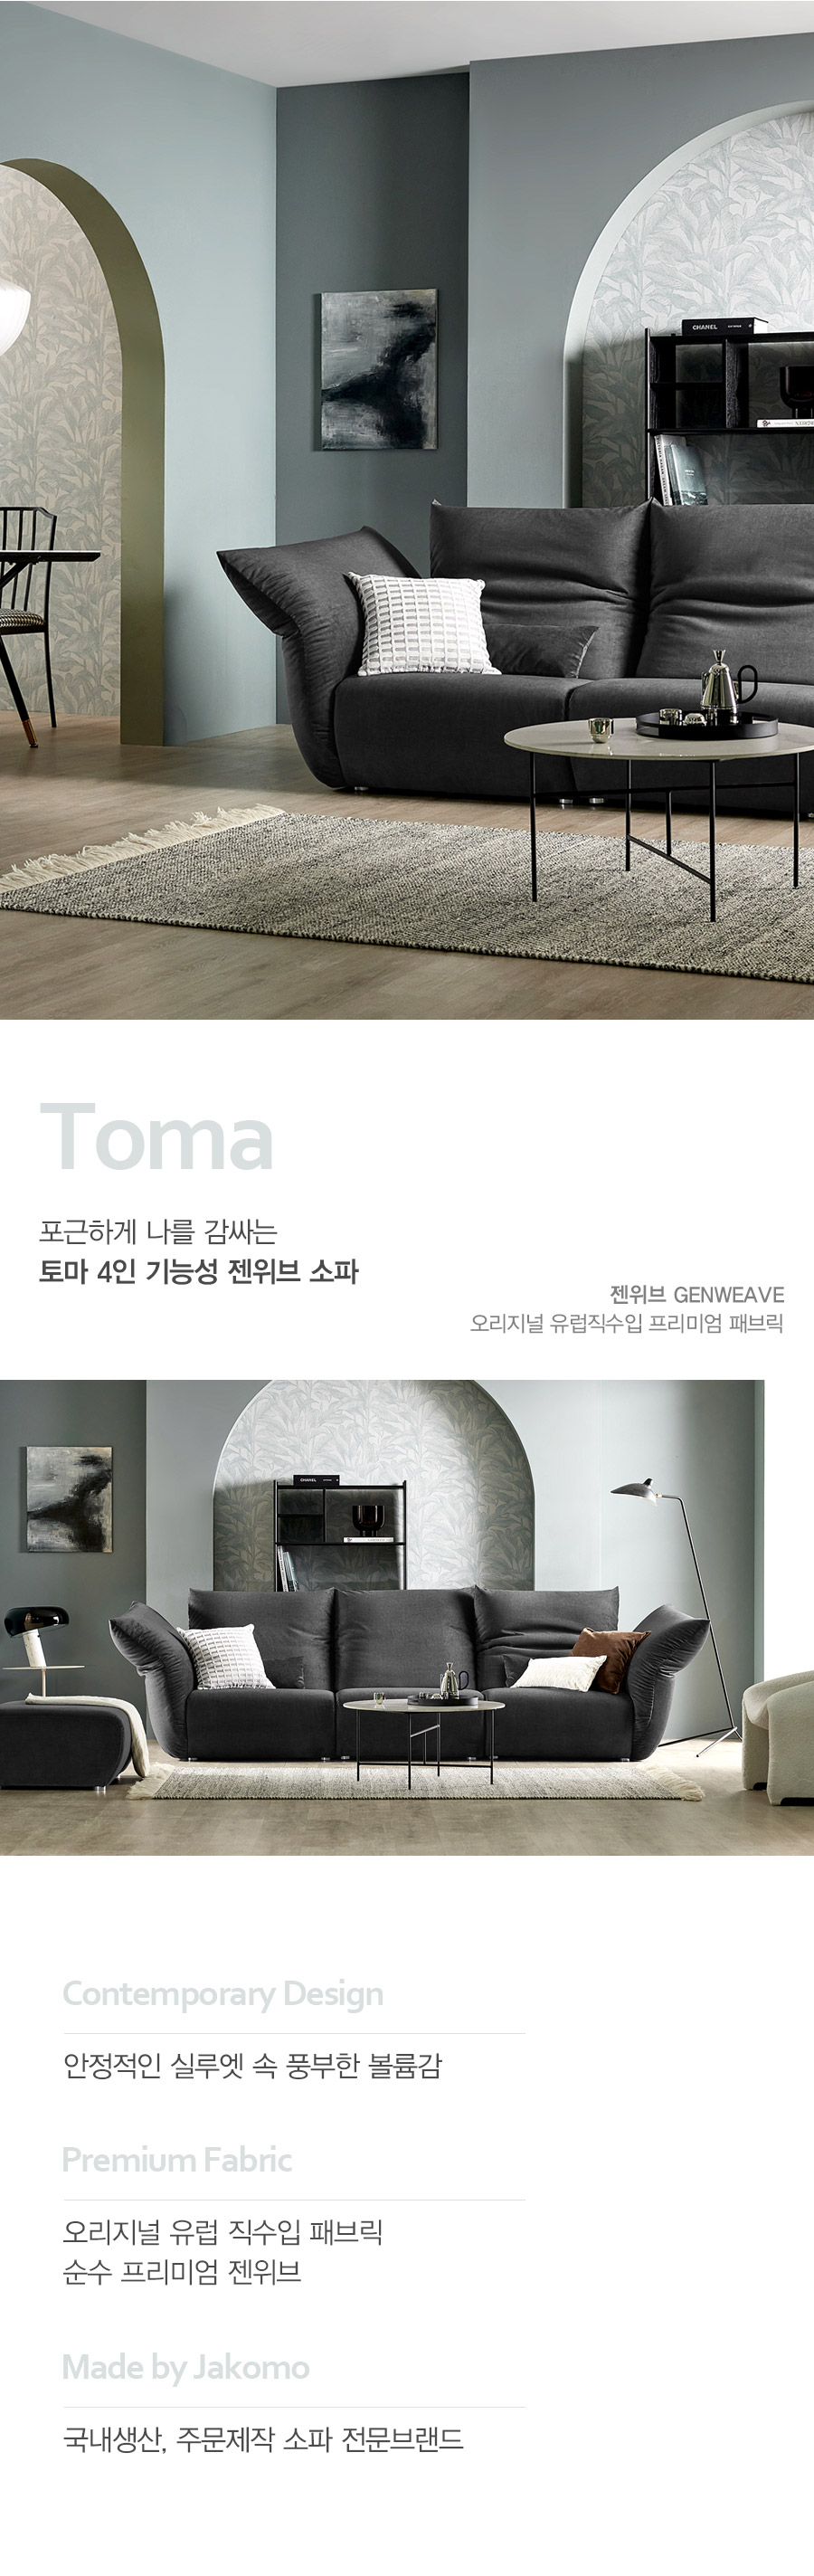 CHANEL
Toma
포근하게 나를 감싸는
토마 4인 기능성 젠위브 소파
젠위브 GENWEAVE
오리지널 유럽직수입 프리미엄 패브릭
CHANEL
Contemporary Design
안정적인 실루엣 속 풍부한 볼륨감
Premium Fabric
오리지널 유럽 직수입 패브릭
순수 프리미엄 젠위브
Made by Jakomo
국내생산, 주문제작 소파 전문브랜드